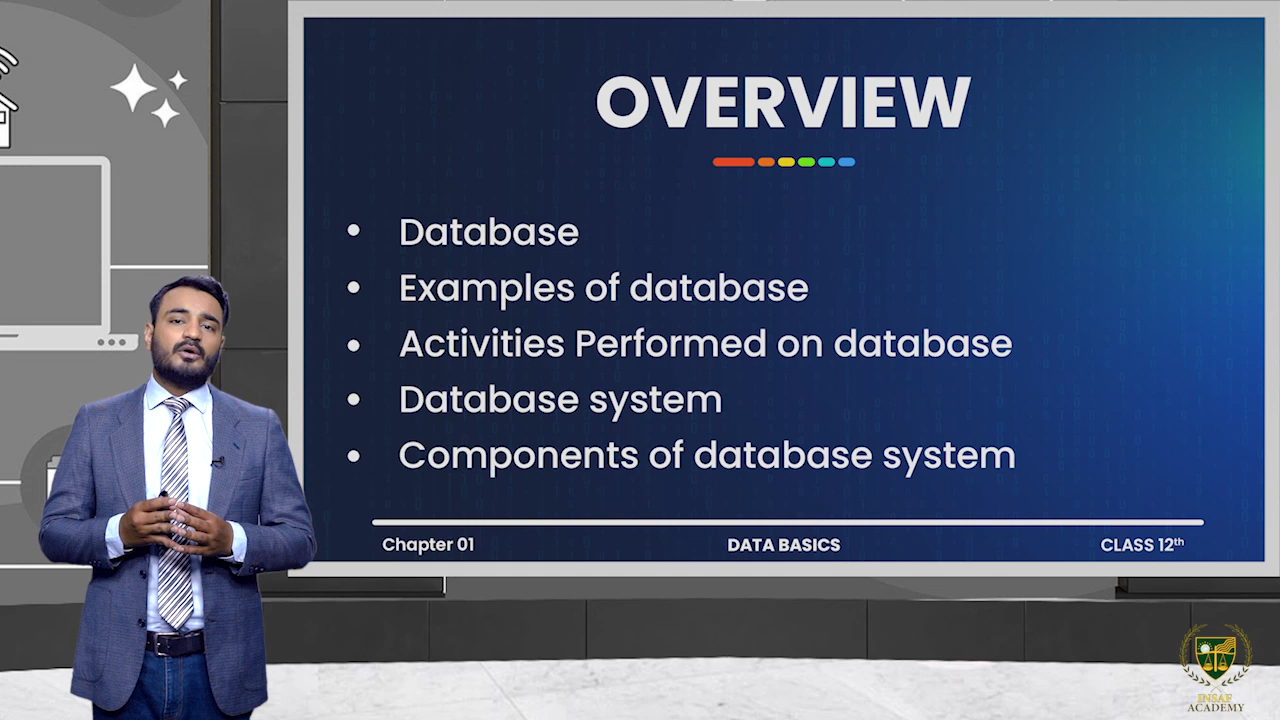 OVERVIEW
• Database
• Examples of database
• Activities Performed on database
• Database system
• Components of database system
Chapter 01 DATA BASICS CLASS 12th
INSAF
ACADEMY